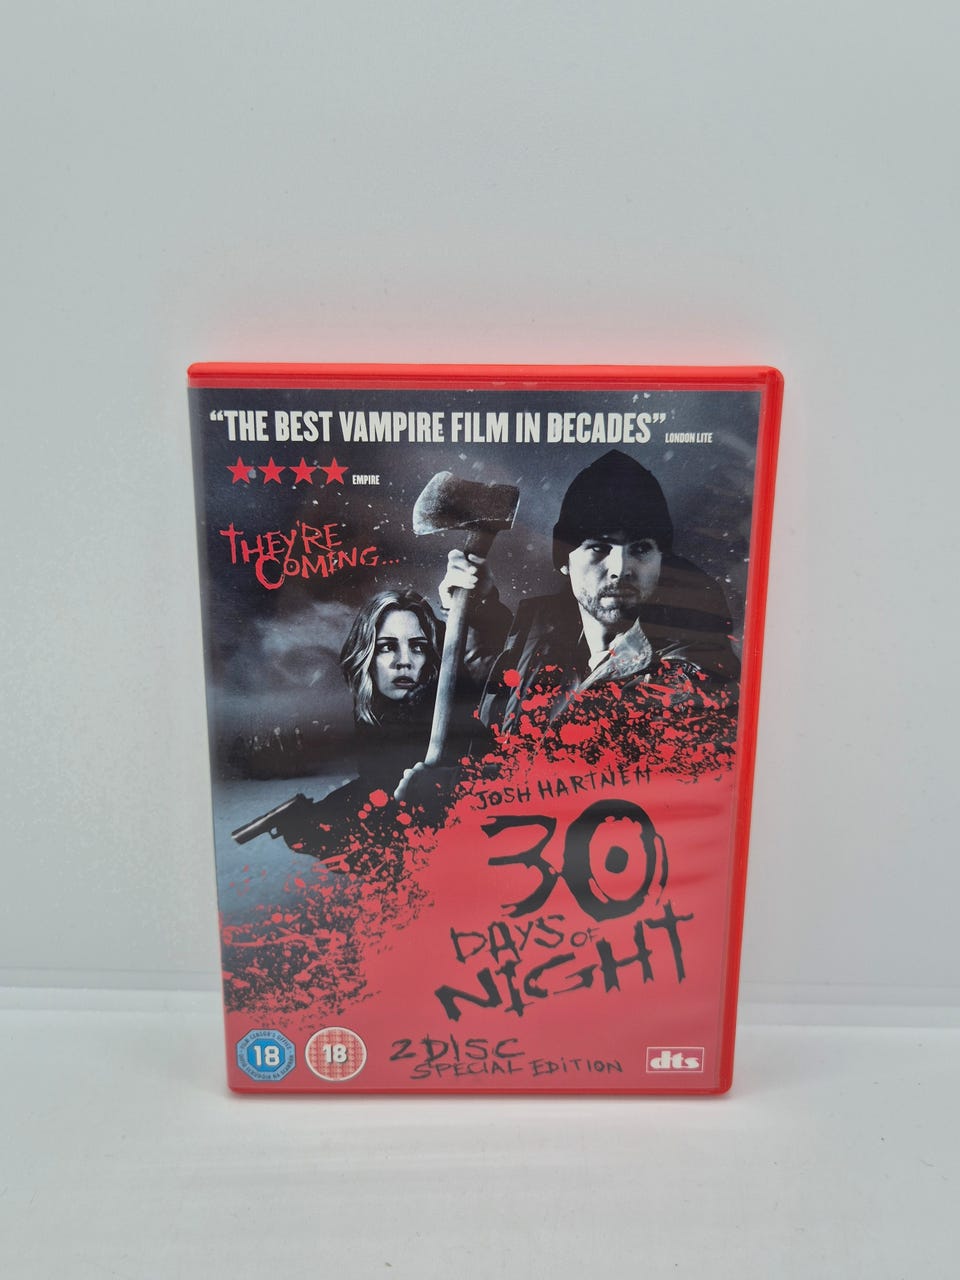 “THE BEST VAMPIRE FILM IN DECADES” LONDON LITE
EMPIRE
THEY'RE
COMING...
JOSH HARTNETT
30
DAYS OF
NIGHT
2 DISC
SPECIAL EDITION
18
18
dts